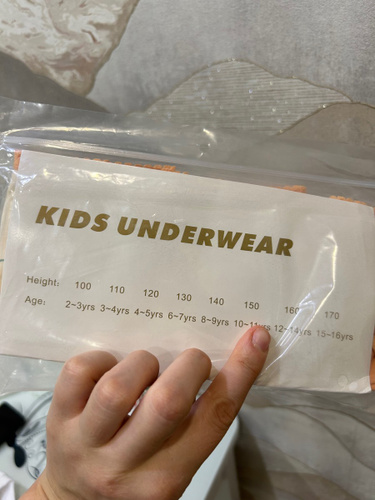 KIDS UNDERWEAR
Height: 100 110 120 130 140 150 160 170
Age: 2~3yrs 3~4yrs 4~5yrs 6~7yrs 8~9yrs 10~11yrs 12~14yrs 15~16yrs